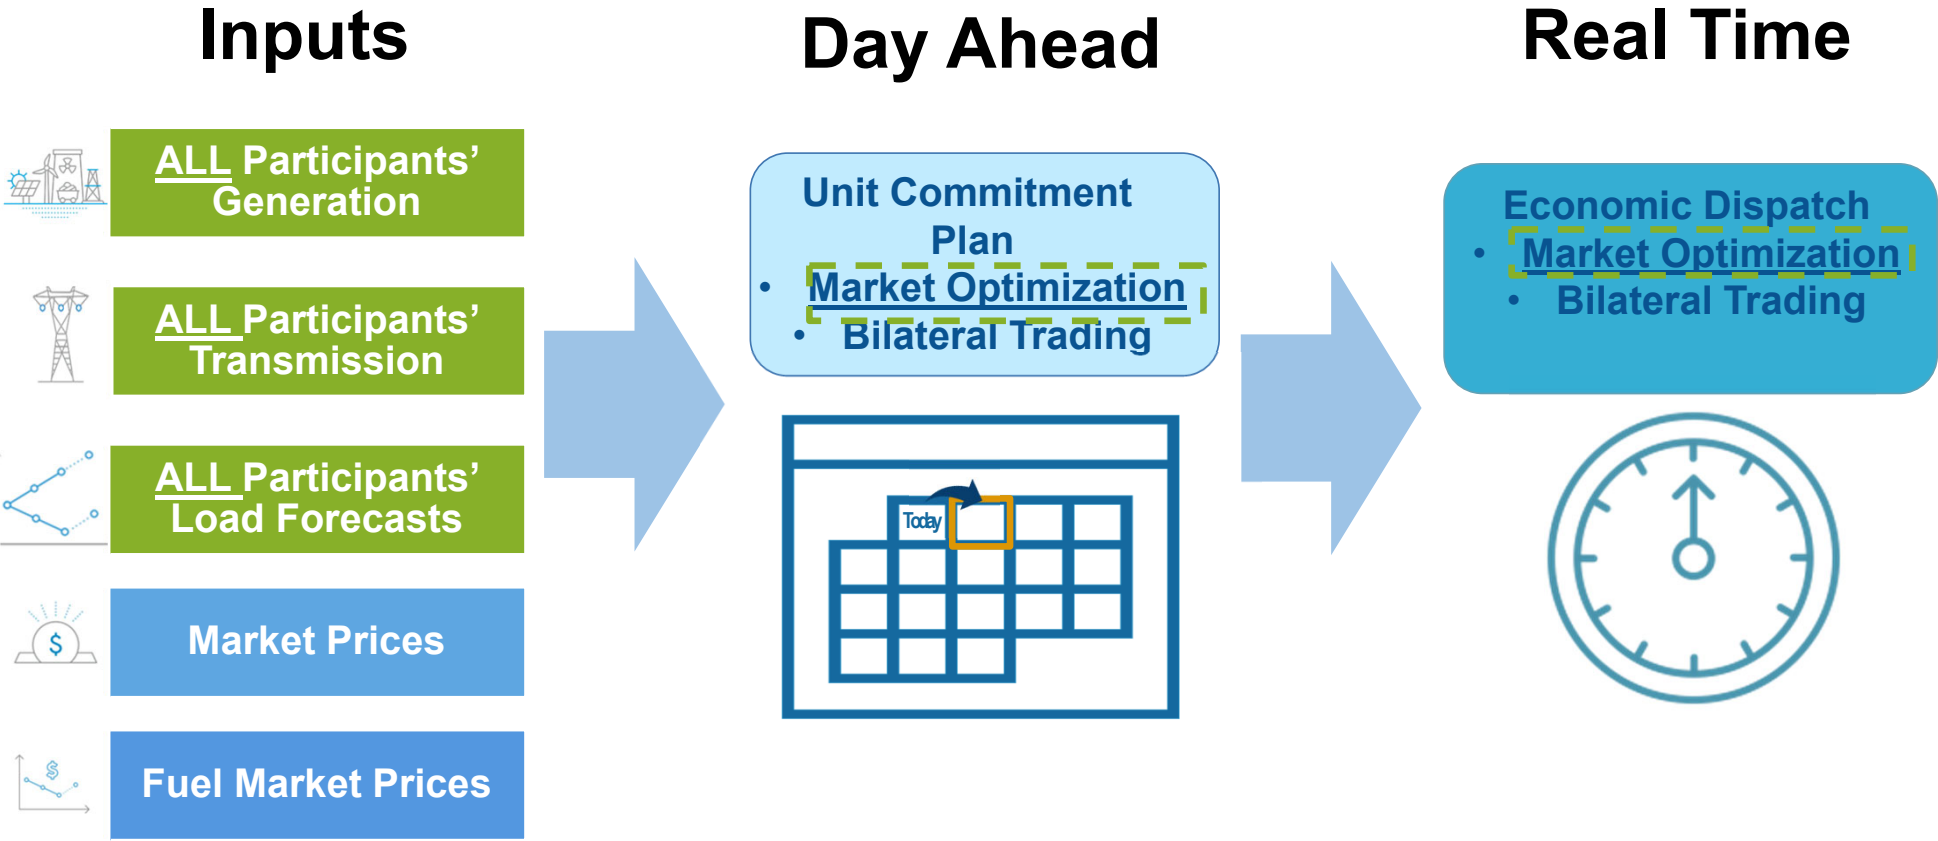 Inputs
Day Ahead
Real Time
ALL Participants’
Generation
ALL Participants’
Transmission
ALL Participants’
Load Forecasts
$
Market Prices
$
Fuel Market Prices
Unit Commitment
Plan
• Market Optimization
• Bilateral Trading
Today
Economic Dispatch
• Market Optimization
• Bilateral Trading